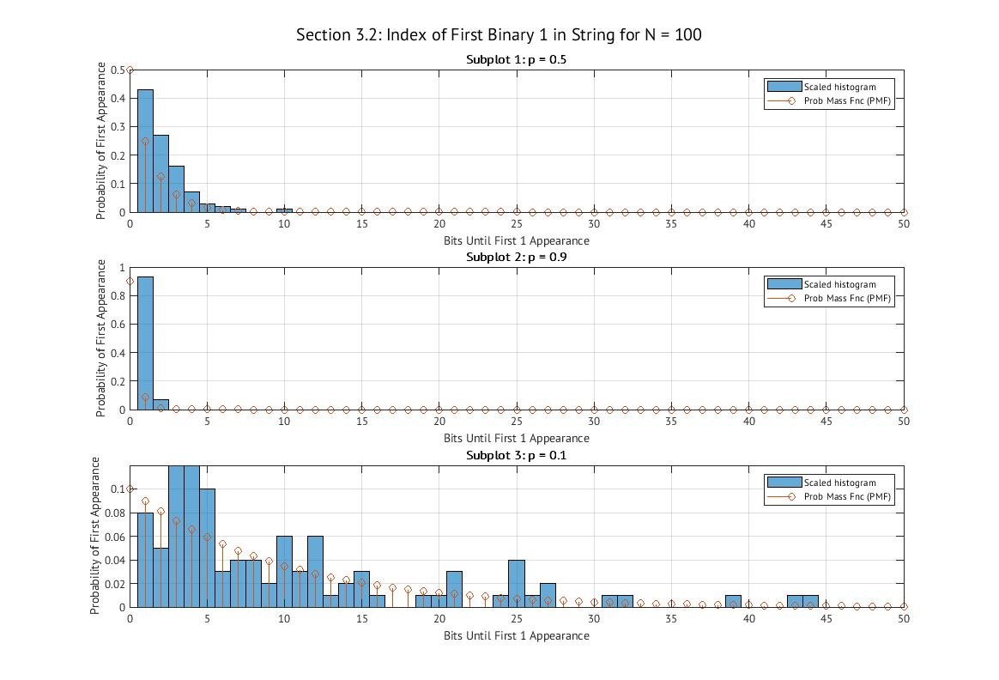 Section 3.2: Index of First Binary 1 in String for N = 100
Subplot 1: p = 0.5
Probability of First Appearance
0.5
0.4
0.3
0.2
0.1
0
Scaled histogram
Prob Mass Fnc (PMF)
0 5 10 15 20 25 30 35 40 45 50
Bits Until First 1 Appearance
Subplot 2: p = 0.9
Probability of First Appearance
1
0.8
0.6
0.4
0.2
0
Scaled histogram
Prob Mass Fnc (PMF)
0 5 10 15 20 25 30 35 40 45 50
Bits Until First 1 Appearance
Subplot 3: p = 0.1
Probability of First Appearance
0.1
0.08
0.06
0.04
0.02
0
Scaled histogram
Prob Mass Fnc (PMF)
0 5 10 15 20 25 30 35 40 45 50
Bits Until First 1 Appearance